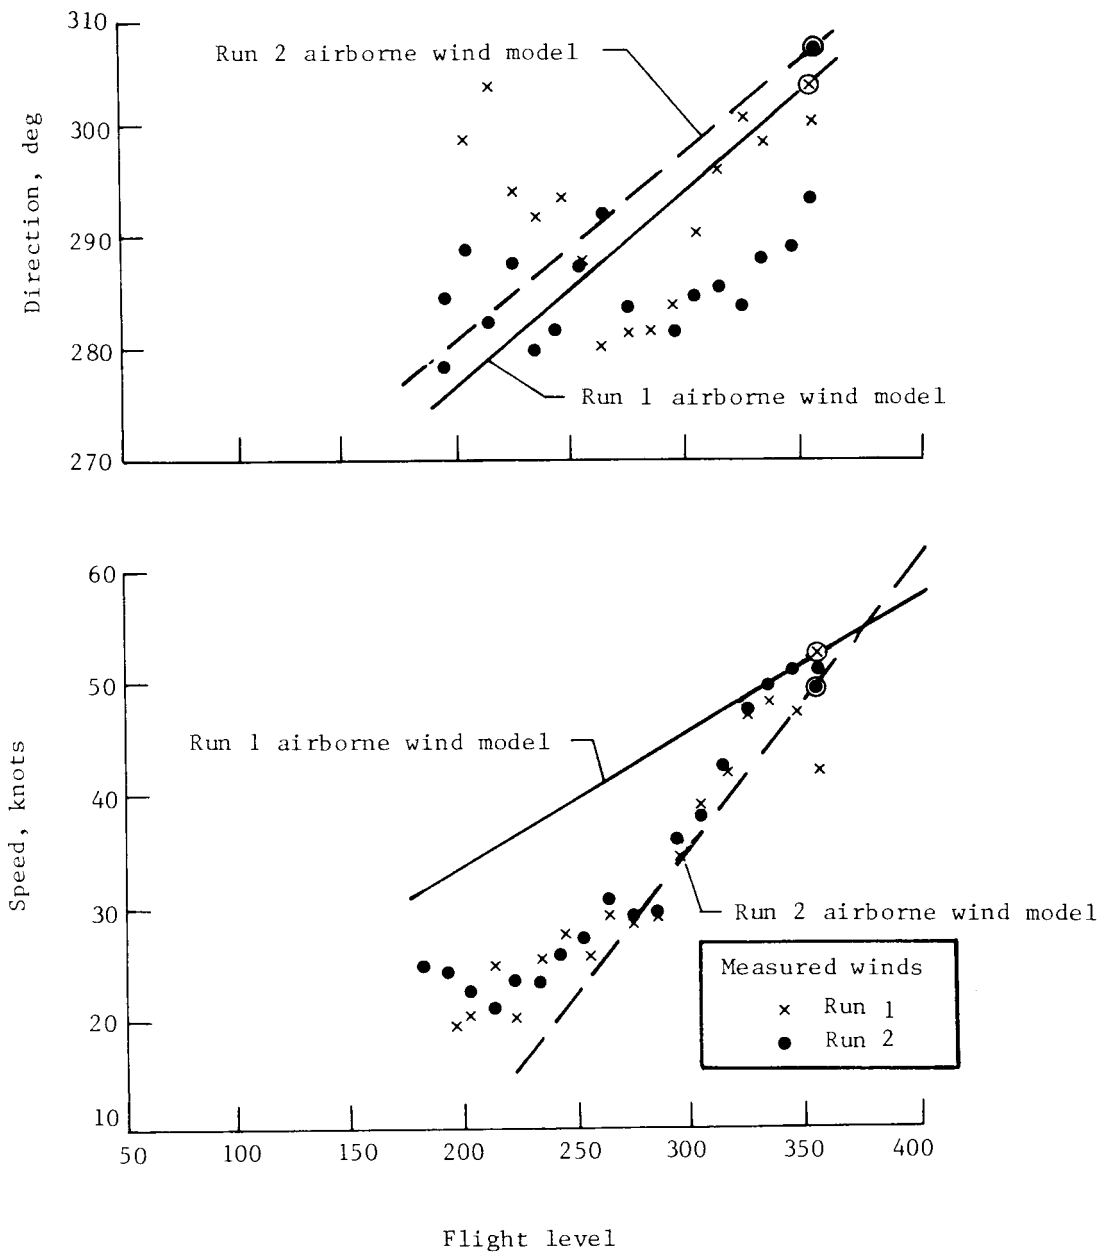 310
Run 2 airborne wind model
300
290
280
270
Direction, deg
Run 1 airborne wind model
60
50
40
30
20
10
Speed, knots
Run 1 airborne wind model
Run 2 airborne wind model
Measured winds
× Run 1
● Run 2
50 100 150 200 250 300 350 400
Flight level